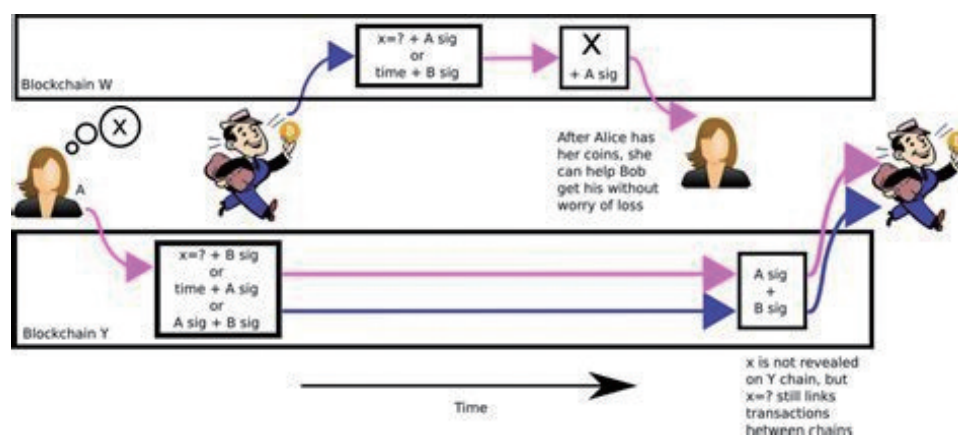 x=? + A sig
or
time + B sig
X
+ A sig
Blockchain W
X
A
After Alice has
her coins, she
can help Bob
get his without
worry of loss
x=? + B sig
or
time + A sig
or
A sig + B sig
A sig
+
B sig
Blockchain Y
x is not revealed
on Y chain, but
x=? still links
transactions
between chains
Time